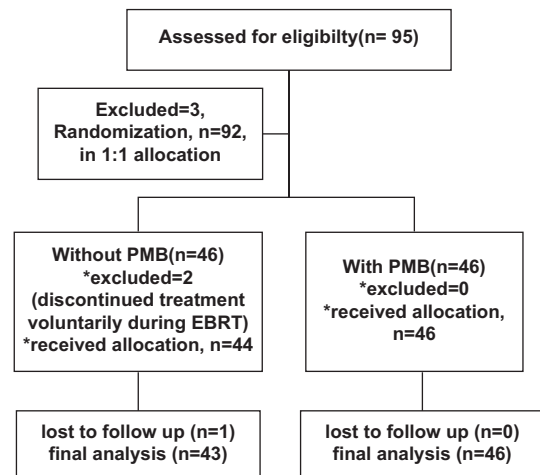 Assessed for eligibilty(n= 95)
Excluded=3,
Randomization, n=92,
in 1:1 allocation
Without PMB(n=46)
*excluded=2
(discontinued treatment
voluntarily during EBRT)
*received allocation, n=44
With PMB(n=46)
*excluded=0
*received allocation,
n=46
lost to follow up (n=1)
final analysis (n=43)
lost to follow up (n=0)
final analysis (n=46)